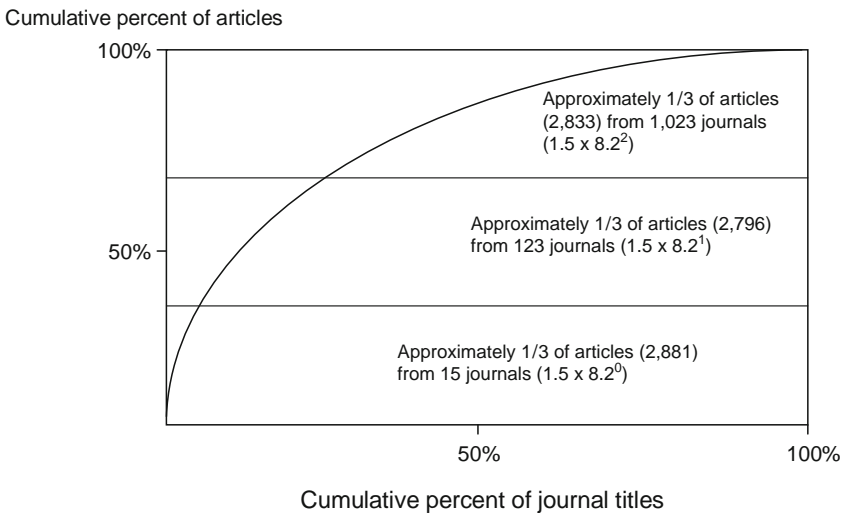 Cumulative percent of articles
100%
Approximately 1/3 of articles
(2,833) from 1,023 journals
(1.5 x 8.2²)
Approximately 1/3 of articles (2,796)
from 123 journals (1.5 x 8.2¹)
50%
Approximately 1/3 of articles (2,881)
from 15 journals (1.5 x 8.2⁰)
50%
100%
Cumulative percent of journal titles